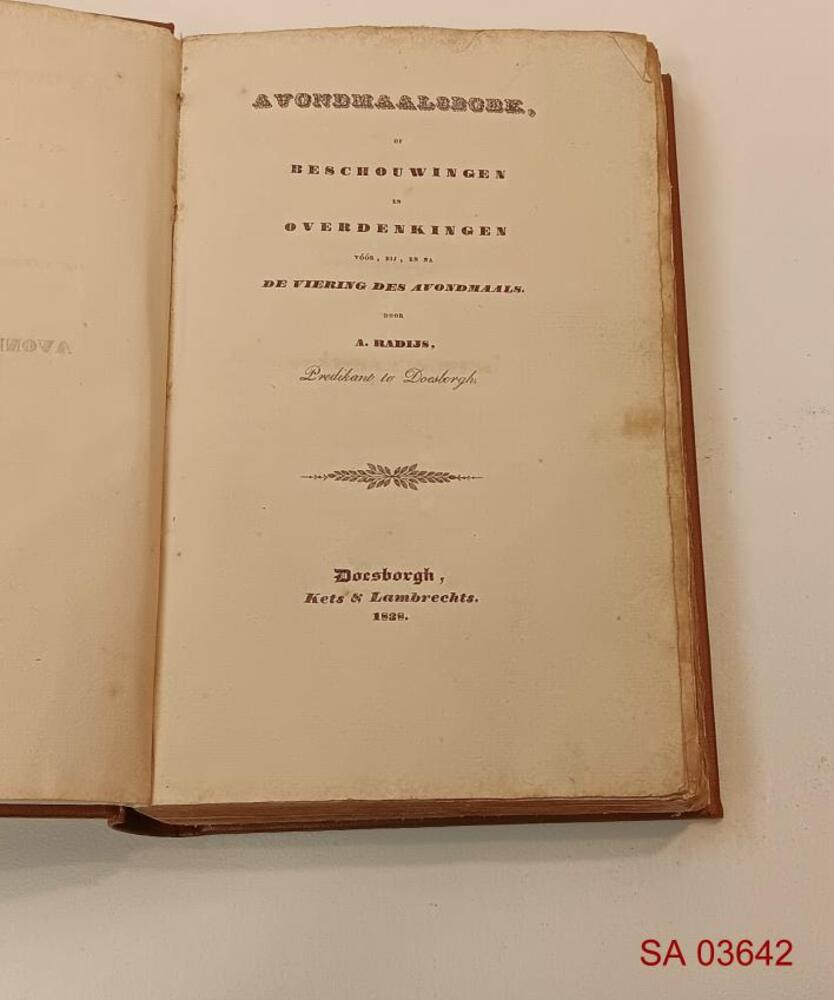 AVONDMAALSBOEK,
OF
BESCHOUWINGEN
EN
OVERDENKINGEN
VÓÓR, BIJ, EN NA
DE VIERING DES AVONDMAALS.
DOOR
A. RADIJS,
Predikant te Doesborgh.
Doesborgh,
Kets & Lambrechts.
1838.
SA 03642